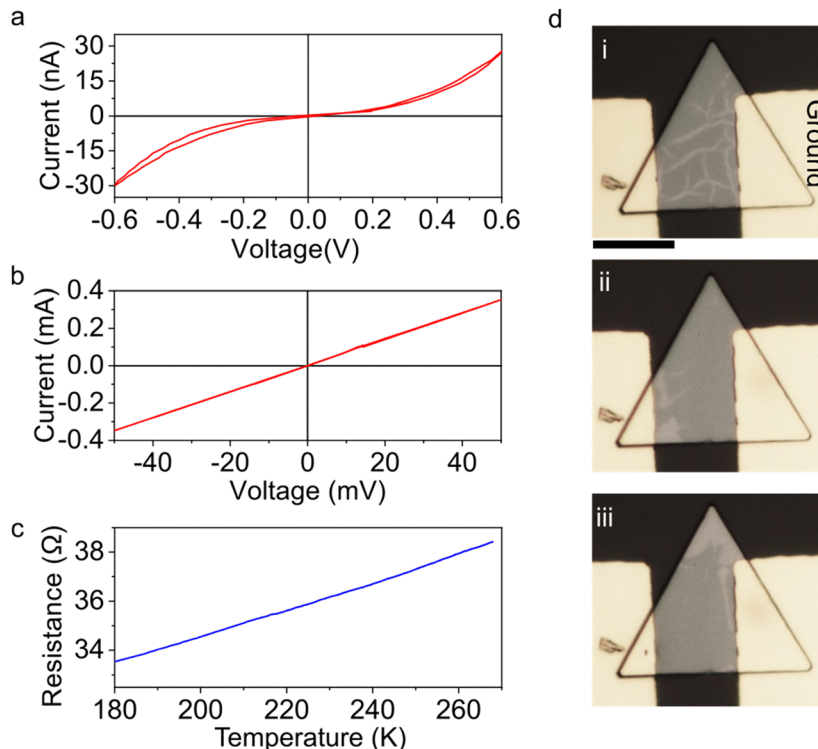 a
30
15
0
-15
-30
Current (nA)
-0.6 -0.4 -0.2 0.0 0.2 0.4 0.6
Voltage(V)
b
0.4
0.2
0.0
-0.2
-0.4
Current (mA)
-40 -20 0 20 40
Voltage (mV)
c
38
36
34
Resistance (Ω)
180 200 220 240 260
Temperature (K)
d
i
Ground
ii
iii